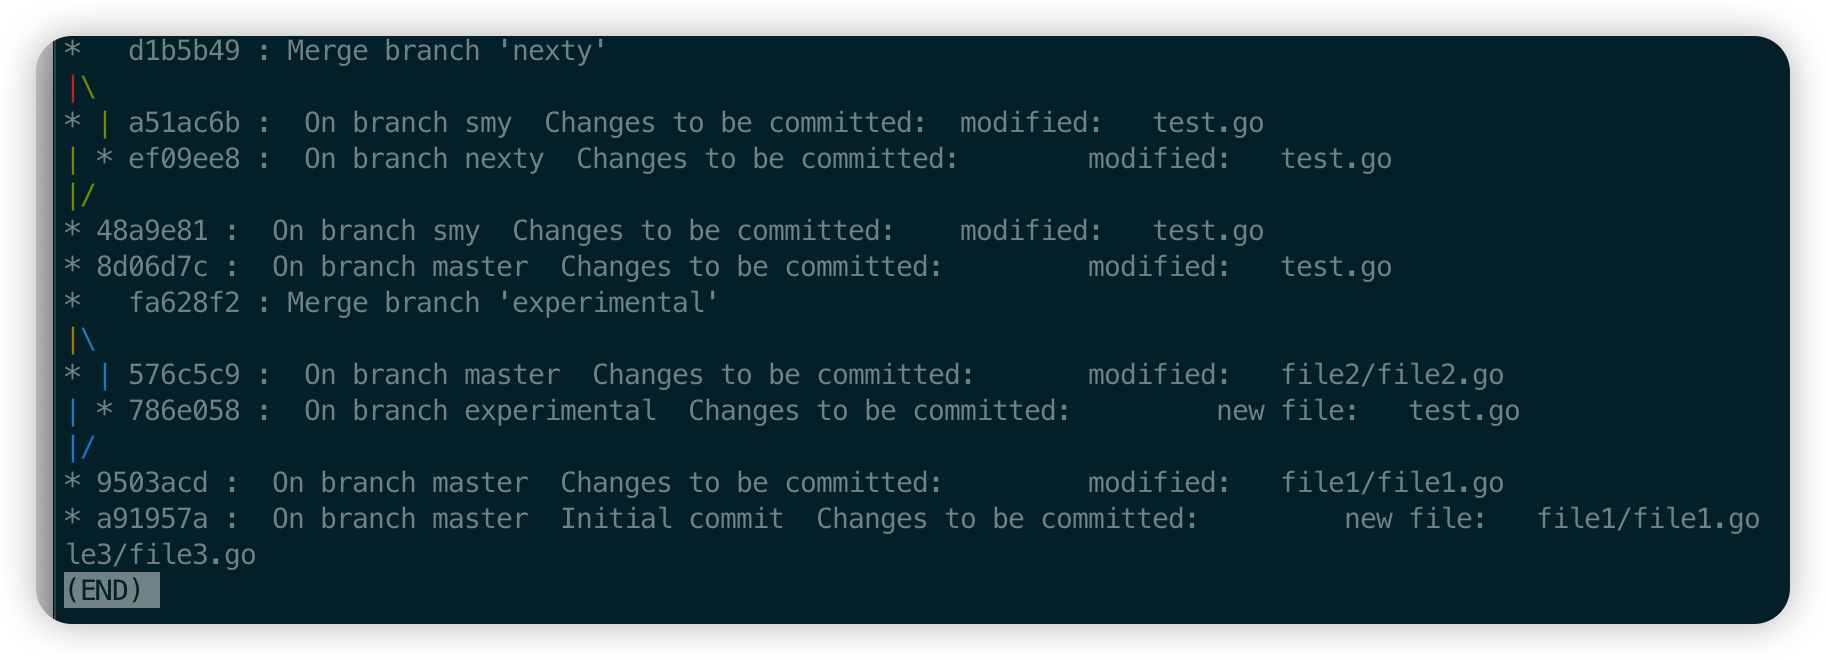 *   d1b5b49 : Merge branch 'nexty'
|\
* | a51ac6b :  On branch smy  Changes to be committed:  modified:   test.go
| * ef09ee8 :  On branch nexty  Changes to be committed:        modified:   test.go
|/
* 48a9e81 :  On branch smy  Changes to be committed:    modified:   test.go
* 8d06d7c :  On branch master  Changes to be committed:         modified:   test.go
*   fa628f2 : Merge branch 'experimental'
|\
* | 576c5c9 :  On branch master  Changes to be committed:       modified:   file2/file2.go
| * 786e058 :  On branch experimental  Changes to be committed:         new file:   test.go
|/
* 9503acd :  On branch master  Changes to be committed:         modified:   file1/file1.go
* a91957a :  On branch master  Initial commit  Changes to be committed:         new file:   file1/file1.go
le3/file3.go
(END)